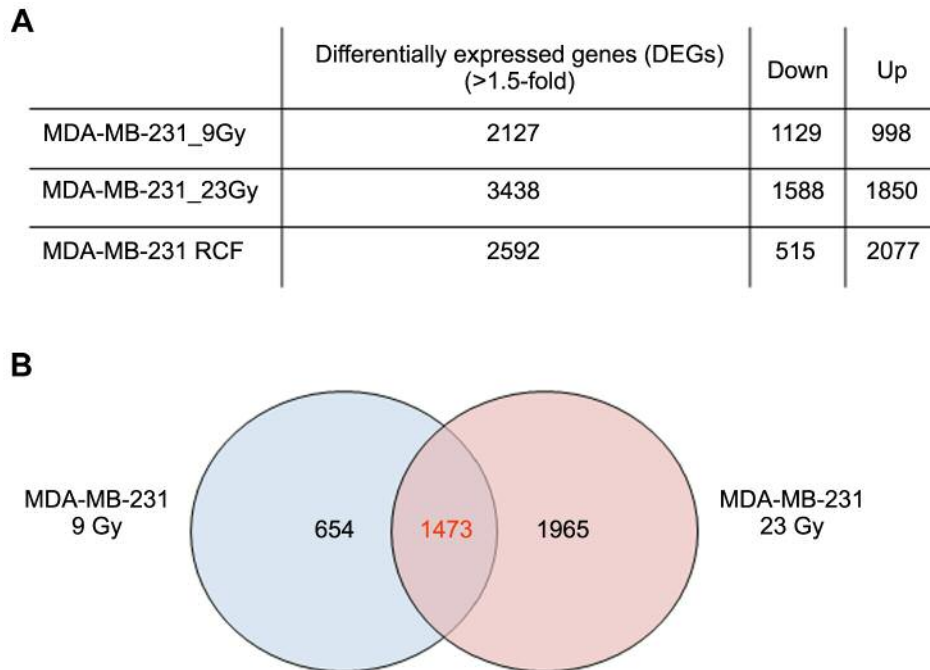 A
Differentially expressed genes (DEGs)
(>1.5-fold)
Down
Up
MDA-MB-231_9Gy 2127 1129 998
MDA-MB-231_23Gy 3438 1588 1850
MDA-MB-231 RCF 2592 515 2077
B
MDA-MB-231
9 Gy
654
1473
1965
MDA-MB-231
23 Gy